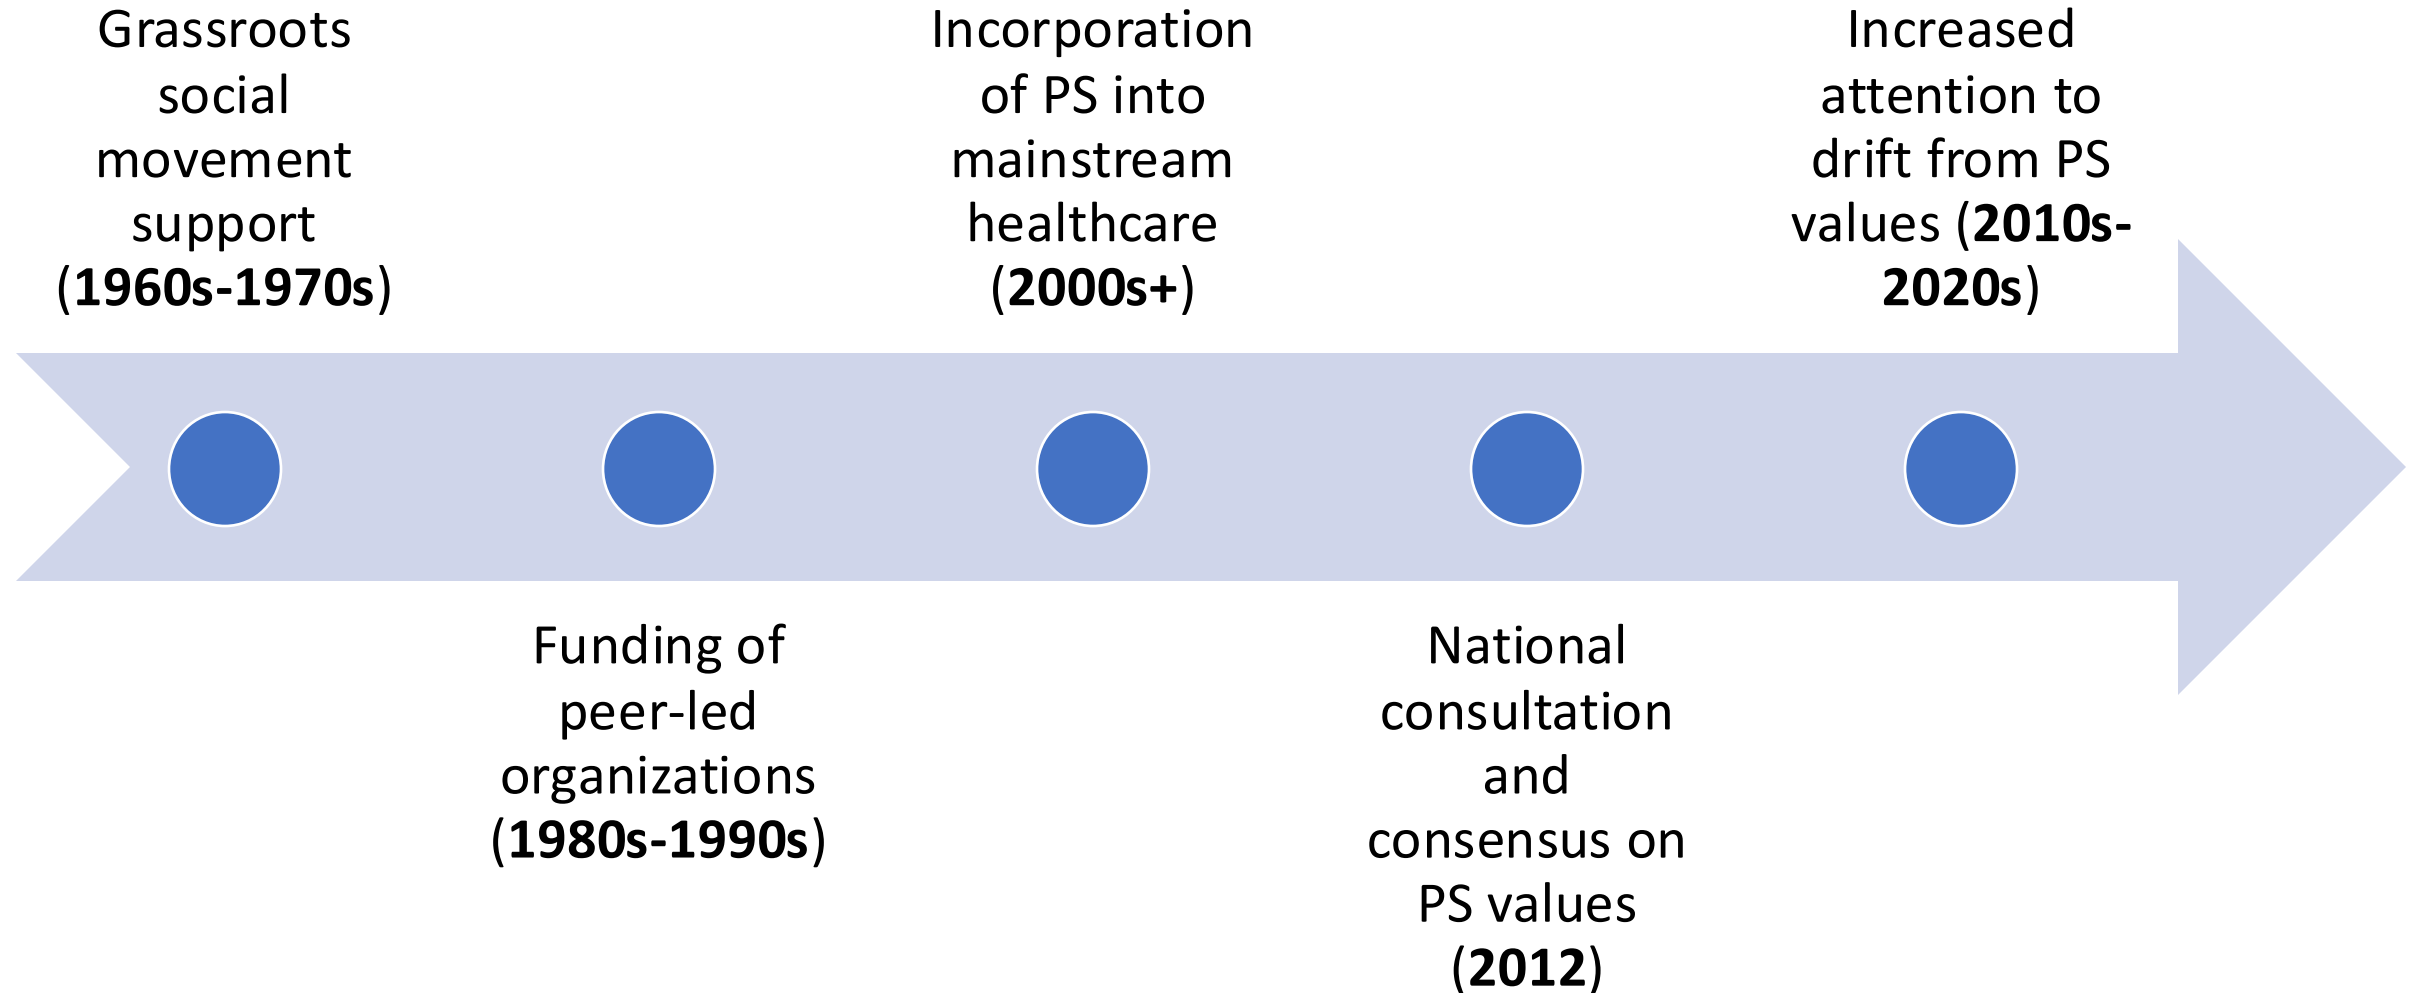 Grassroots
social
movement
support
(1960s-1970s)
Funding of
peer-led
organizations
(1980s-1990s)
Incorporation
of PS into
mainstream
healthcare
(2000s+)
National
consultation
and
consensus on
PS values
(2012)
Increased
attention to
drift from PS
values (2010s-
2020s)